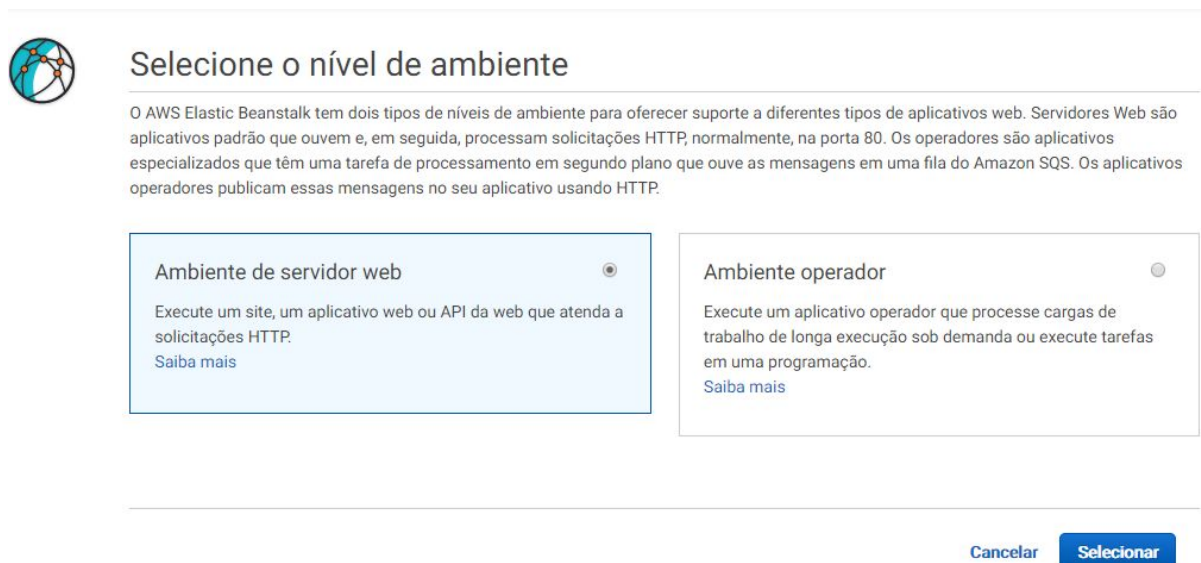 Selecione o nível de ambiente
O AWS Elastic Beanstalk tem dois tipos de níveis de ambiente para oferecer suporte a diferentes tipos de aplicativos web. Servidores Web são
aplicativos padrão que ouvem e, em seguida, processam solicitações HTTP, normalmente, na porta 80. Os operadores são aplicativos
especializados que têm uma tarefa de processamento em segundo plano que ouve as mensagens em uma fila do Amazon SQS. Os aplicativos
operadores publicam essas mensagens no seu aplicativo usando HTTP.
Ambiente de servidor web
Execute um site, um aplicativo web ou API da web que atenda a
solicitações HTTP.
Saiba mais
Ambiente operador
Execute um aplicativo operador que processe cargas de
trabalho de longa execução sob demanda ou execute tarefas
em uma programação.
Saiba mais
Cancelar
Selecionar